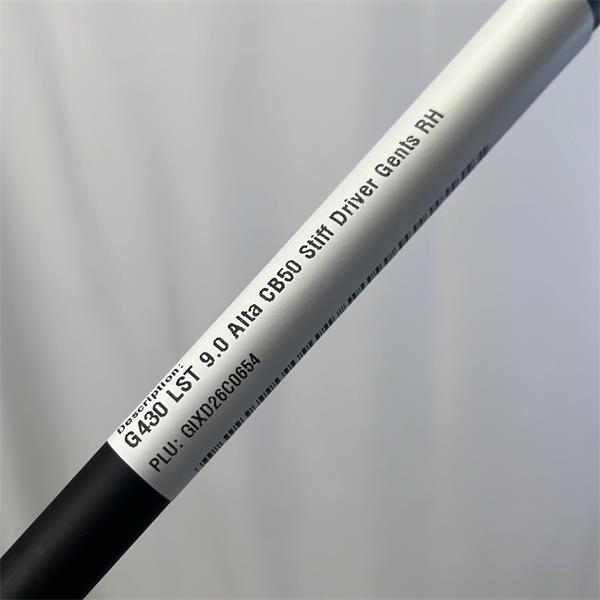 Description:
G430 LST 9.0 Alta CB50 Stiff Driver Gents RH
PLU: GIXD26C0654